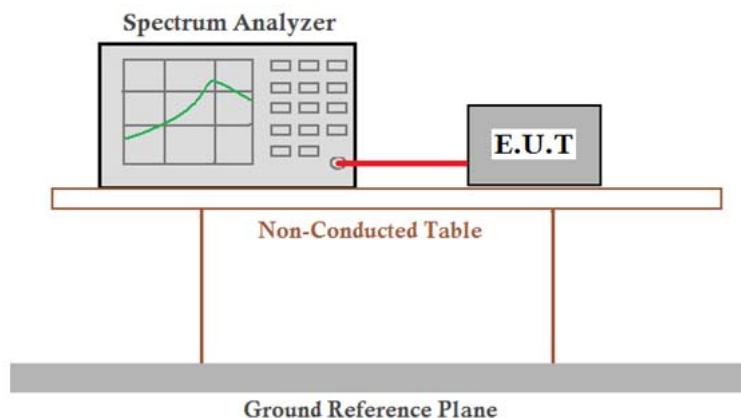 Spectrum Analyzer
E.U.T
Non-Conducted Table
Ground Reference Plane